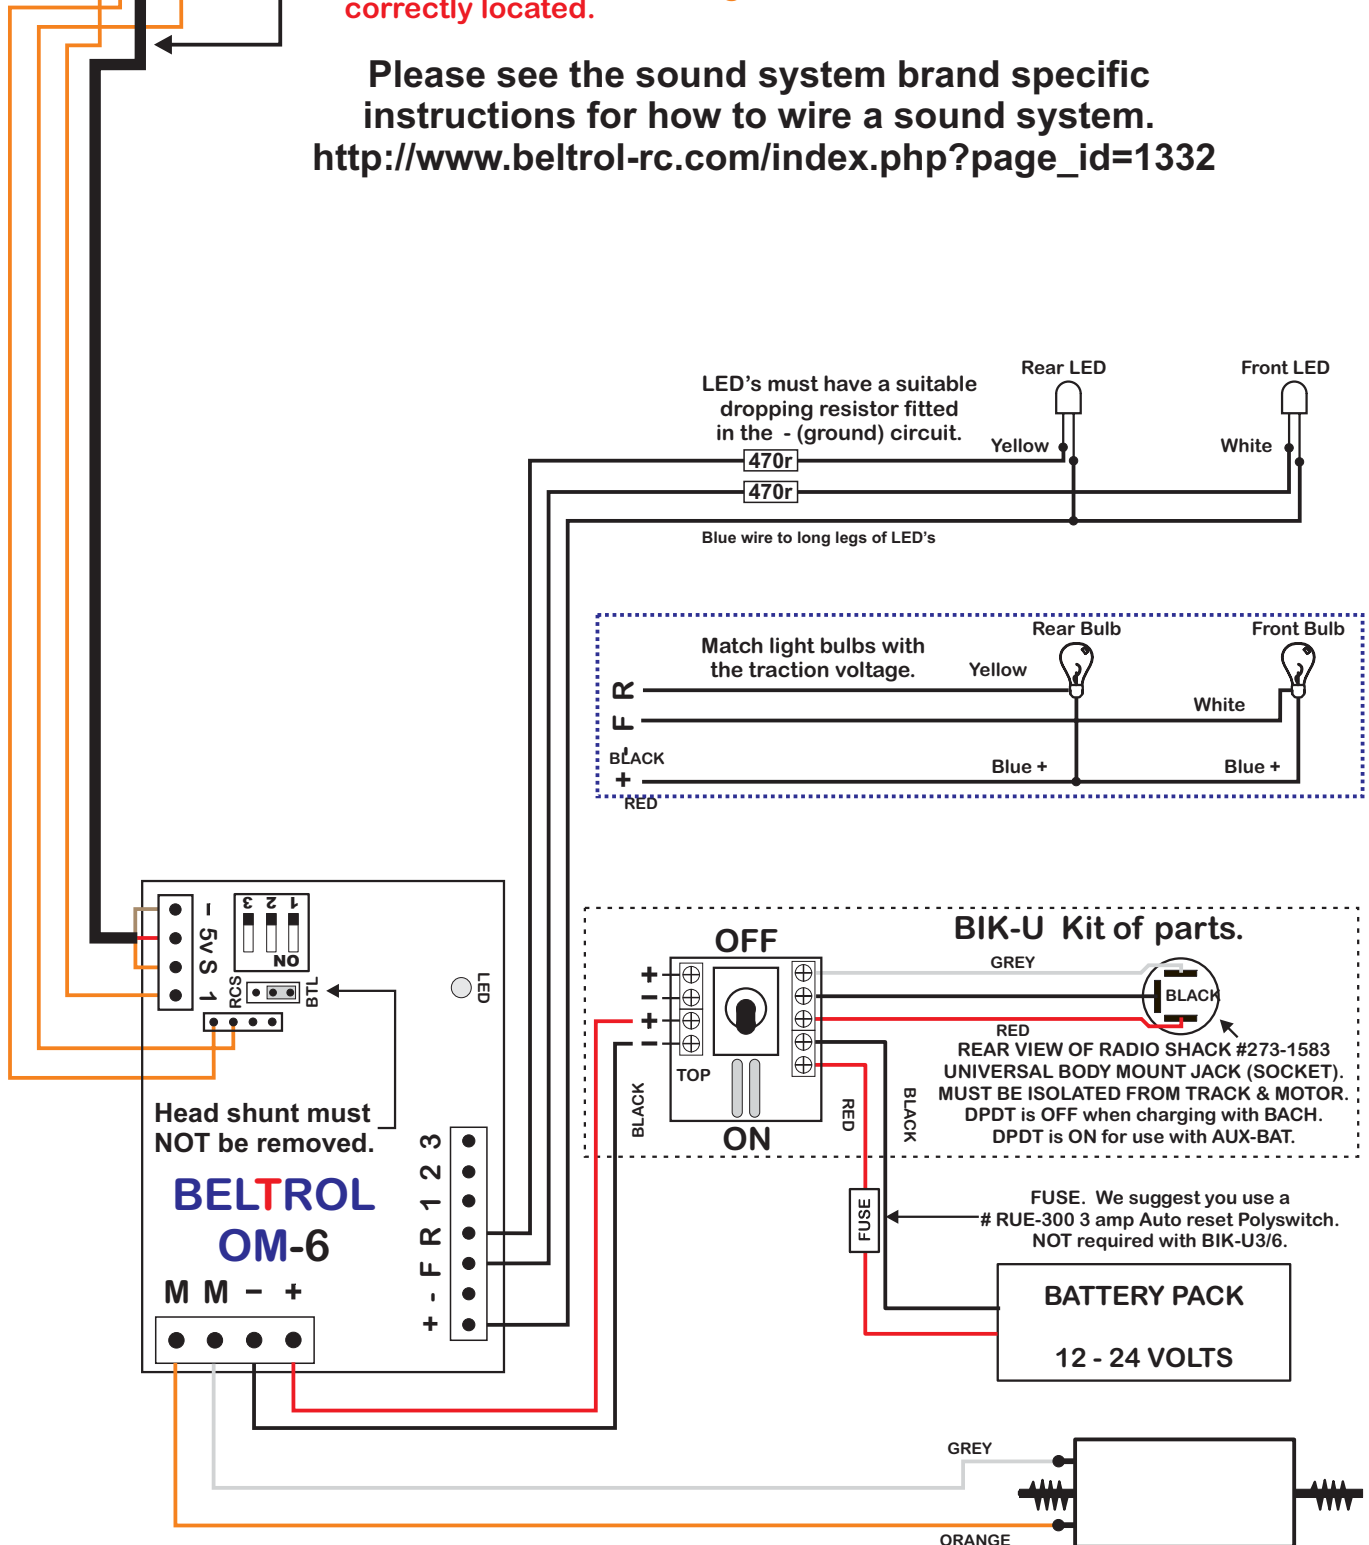 correctly located.
Please see the sound system brand specific
instructions for how to wire a sound system.
http://www.beltrol-rc.com/index.php?page_id=1332
Rear LED
Front LED
LED's must have a suitable
dropping resistor fitted
in the - (ground) circuit.
Yellow
White
470r
470r
Blue wire to long legs of LED's
Rear Bulb
Front Bulb
Match light bulbs with
the traction voltage.
Yellow
White
R
F
-
BLACK
+
RED
Blue +
Blue +
- 5v S 1
3 2 1
ON
RCS
BTL
LED
Head shunt must
NOT be removed.
BELTROL
OM-6
M M - +
+ - F R 1 2 3
BIK-U Kit of parts.
OFF
+
-
+
-
TOP
ON
GREY
BLACK
RED
BLACK
RED
BLACK
REAR VIEW OF RADIO SHACK #273-1583
UNIVERSAL BODY MOUNT JACK (SOCKET).
MUST BE ISOLATED FROM TRACK & MOTOR.
DPDT is OFF when charging with BACH.
DPDT is ON for use with AUX-BAT.
FUSE
FUSE. We suggest you use a
# RUE-300 3 amp Auto reset Polyswitch.
NOT required with BIK-U3/6.
BATTERY PACK
12 - 24 VOLTS
GREY
ORANGE